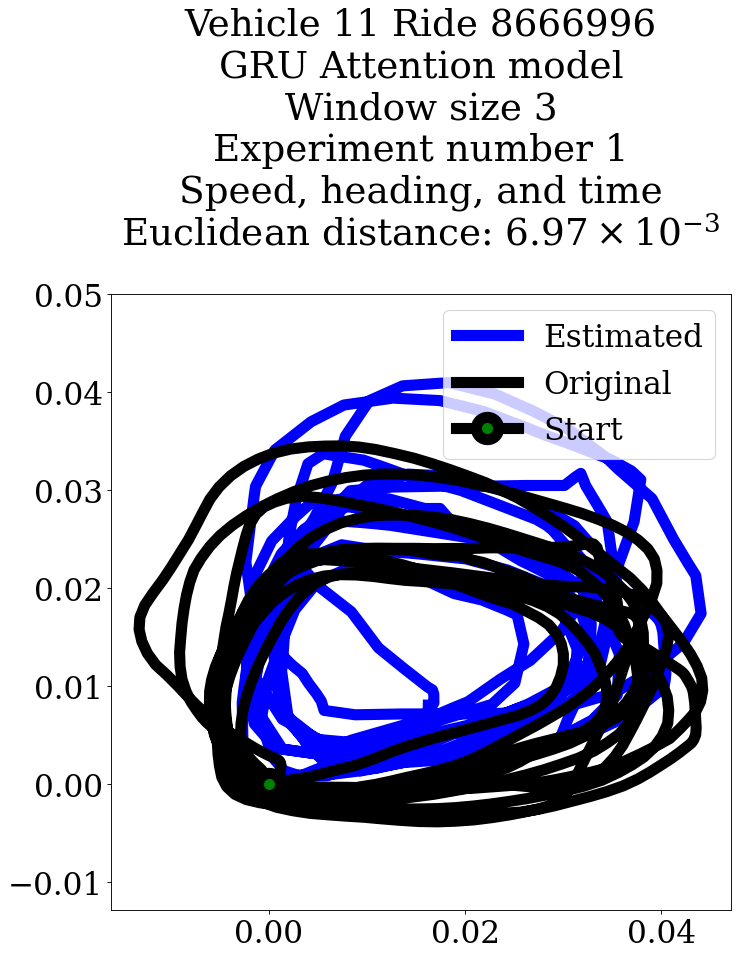 Vehicle 11 Ride 8666996
GRU Attention model
Window size 3
Experiment number 1
Speed, heading, and time
Euclidean distance: 6.97 × 10⁻³
0.05
0.04
0.03
0.02
0.01
0.00
−0.01
Estimated
Original
Start
0.00 0.02 0.04